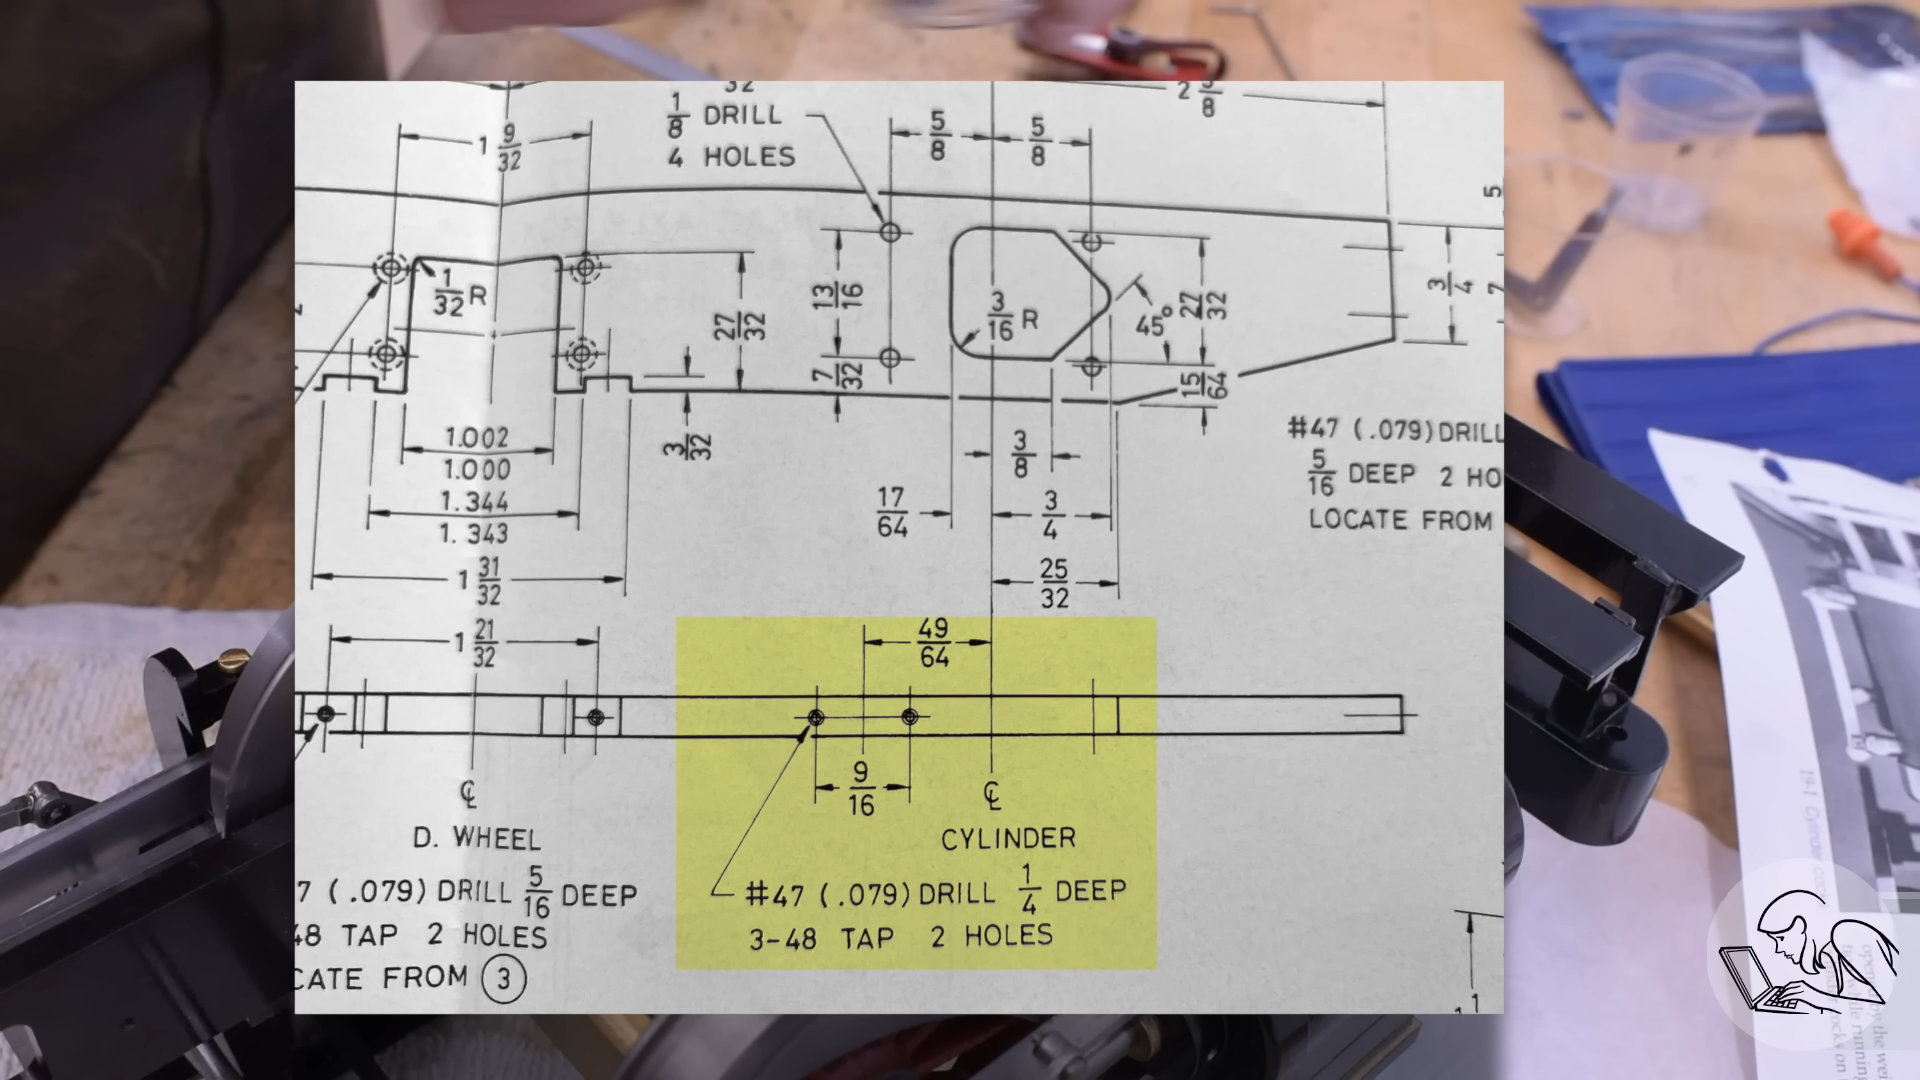 2 3/8
32
1/8 DRILL
4 HOLES
1 9/32
5/8
5/8
5
1/32 R
27/32
13/16
7/32
3/16 R
45°
27/32
15/64
3/4
7
3/32
1.002
1.000
1.344
1.343
1 31/32
3/8
17/64
3/4
25/32
#47 (.079) DRILL
5/16 DEEP 2 HO
LOCATE FROM
1 21/32
49/64
9/16
℄
D. WHEEL
℄
CYLINDER
7 (.079) DRILL 5/16 DEEP
48 TAP 2 HOLES
CATE FROM 3
#47 (.079) DRILL 1/4 DEEP
3-48 TAP 2 HOLES
1